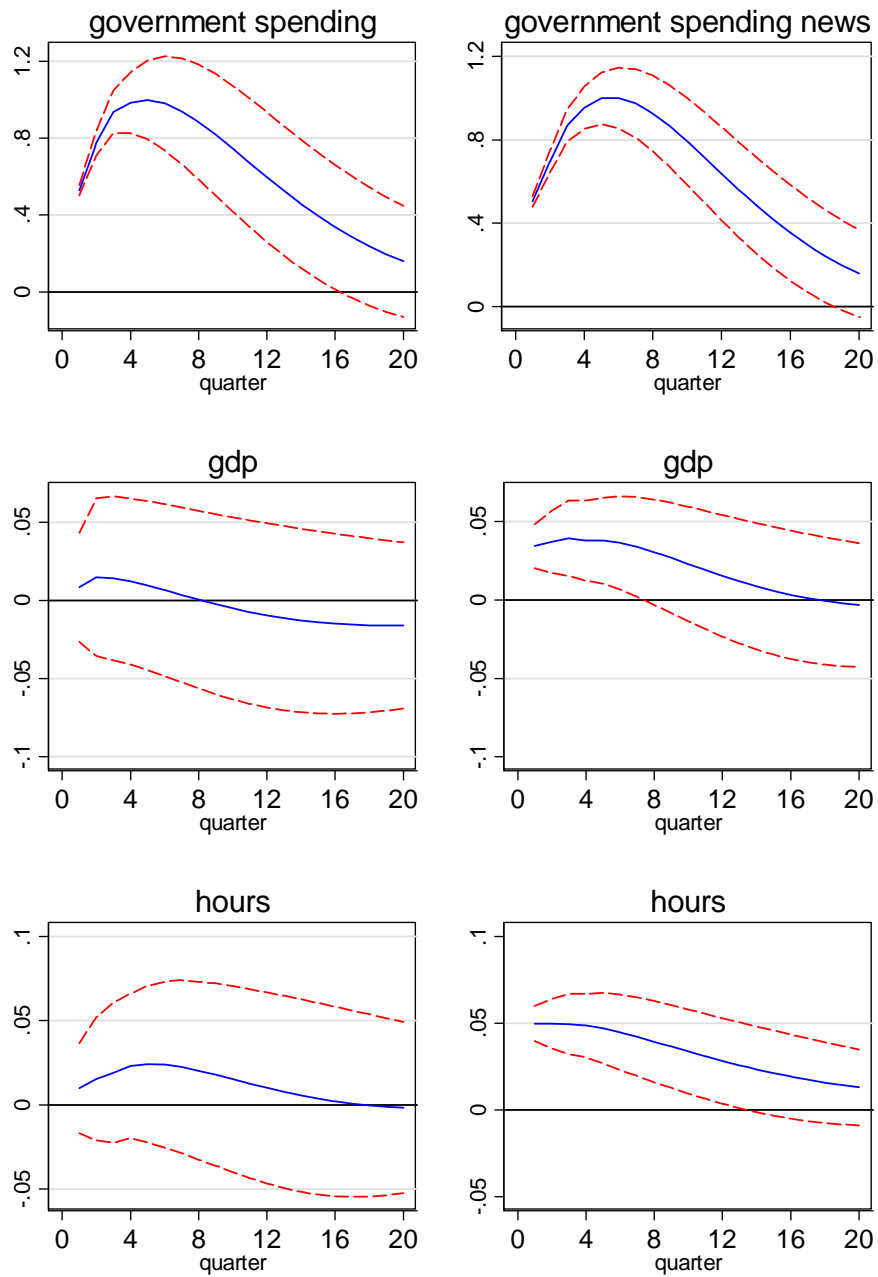 government spending
0 .4 .8 1.2
0 4 8 12 16 20
quarter
government spending news
0 .4 .8 1.2
0 4 8 12 16 20
quarter
gdp
-.1 -.05 0 .05
0 4 8 12 16 20
quarter
gdp
-.1 -.05 0 .05
0 4 8 12 16 20
quarter
hours
-.05 0 .05 .1
0 4 8 12 16 20
quarter
hours
-.05 0 .05 .1
0 4 8 12 16 20
quarter